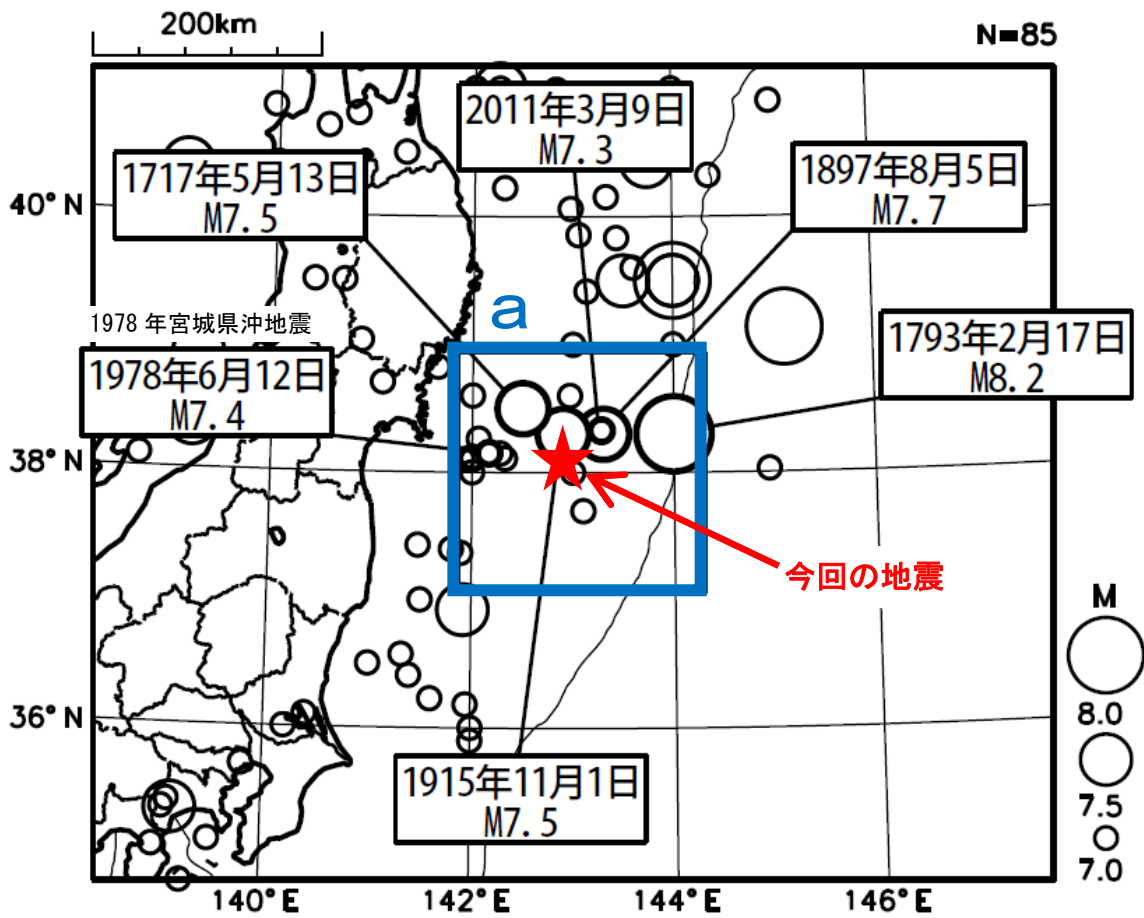 200km
N=85
2011年3月9日
M7.3
1717年5月13日
M7.5
1897年8月5日
M7.7
40°N
a
1978 年宮城県沖地震
1978年6月12日
M7.4
1793年2月17日
M8.2
38°N
今回の地震
M
8.0
7.5
7.0
36°N
1915年11月1日
M7.5
140°E
142°E
144°E
146°E